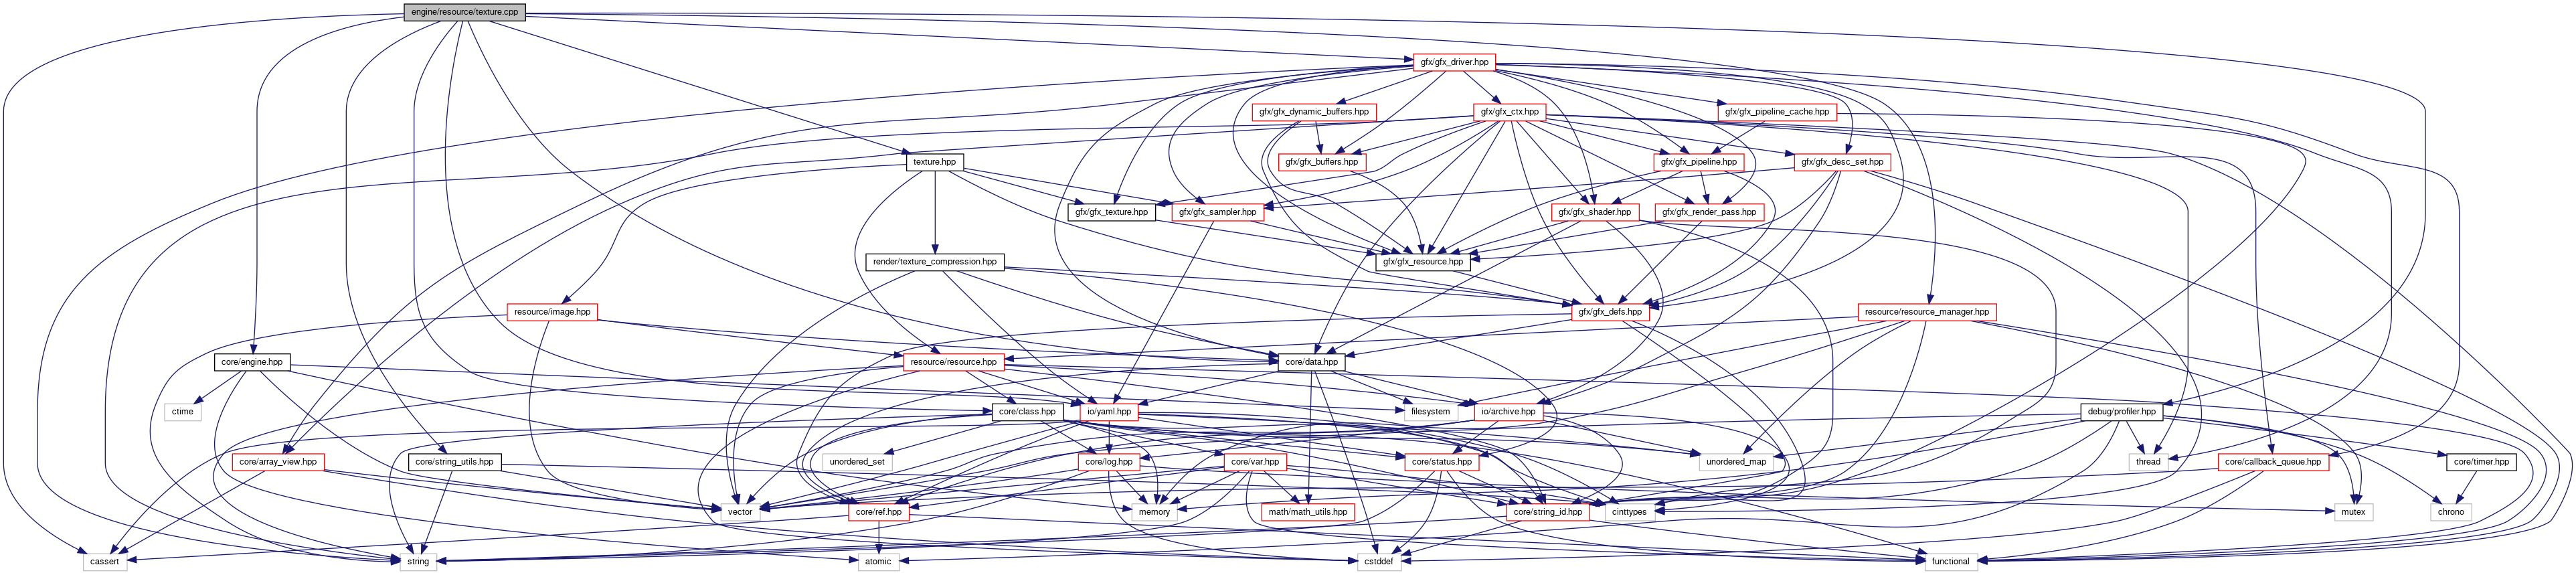 engine/resource/texture.cpp
gfx/gfx_driver.hpp
gfx/gfx_dynamic_buffers.hpp
gfx/gfx_ctx.hpp
gfx/gfx_pipeline_cache.hpp
texture.hpp
gfx/gfx_buffers.hpp
gfx/gfx_pipeline.hpp
gfx/gfx_desc_set.hpp
gfx/gfx_texture.hpp
gfx/gfx_sampler.hpp
gfx/gfx_shader.hpp
gfx/gfx_render_pass.hpp
render/texture_compression.hpp
gfx/gfx_resource.hpp
resource/image.hpp
gfx/gfx_defs.hpp
resource/resource_manager.hpp
core/engine.hpp
resource/resource.hpp
core/data.hpp
ctime
core/class.hpp
io/yaml.hpp
filesystem
io/archive.hpp
debug/profiler.hpp
core/array_view.hpp
core/string_utils.hpp
unordered_set
core/log.hpp
core/var.hpp
core/status.hpp
unordered_map
thread
core/callback_queue.hpp
core/timer.hpp
vector
core/ref.hpp
memory
math/math_utils.hpp
core/string_id.hpp
cinttypes
mutex
chrono
cassert
string
atomic
cstddef
functional